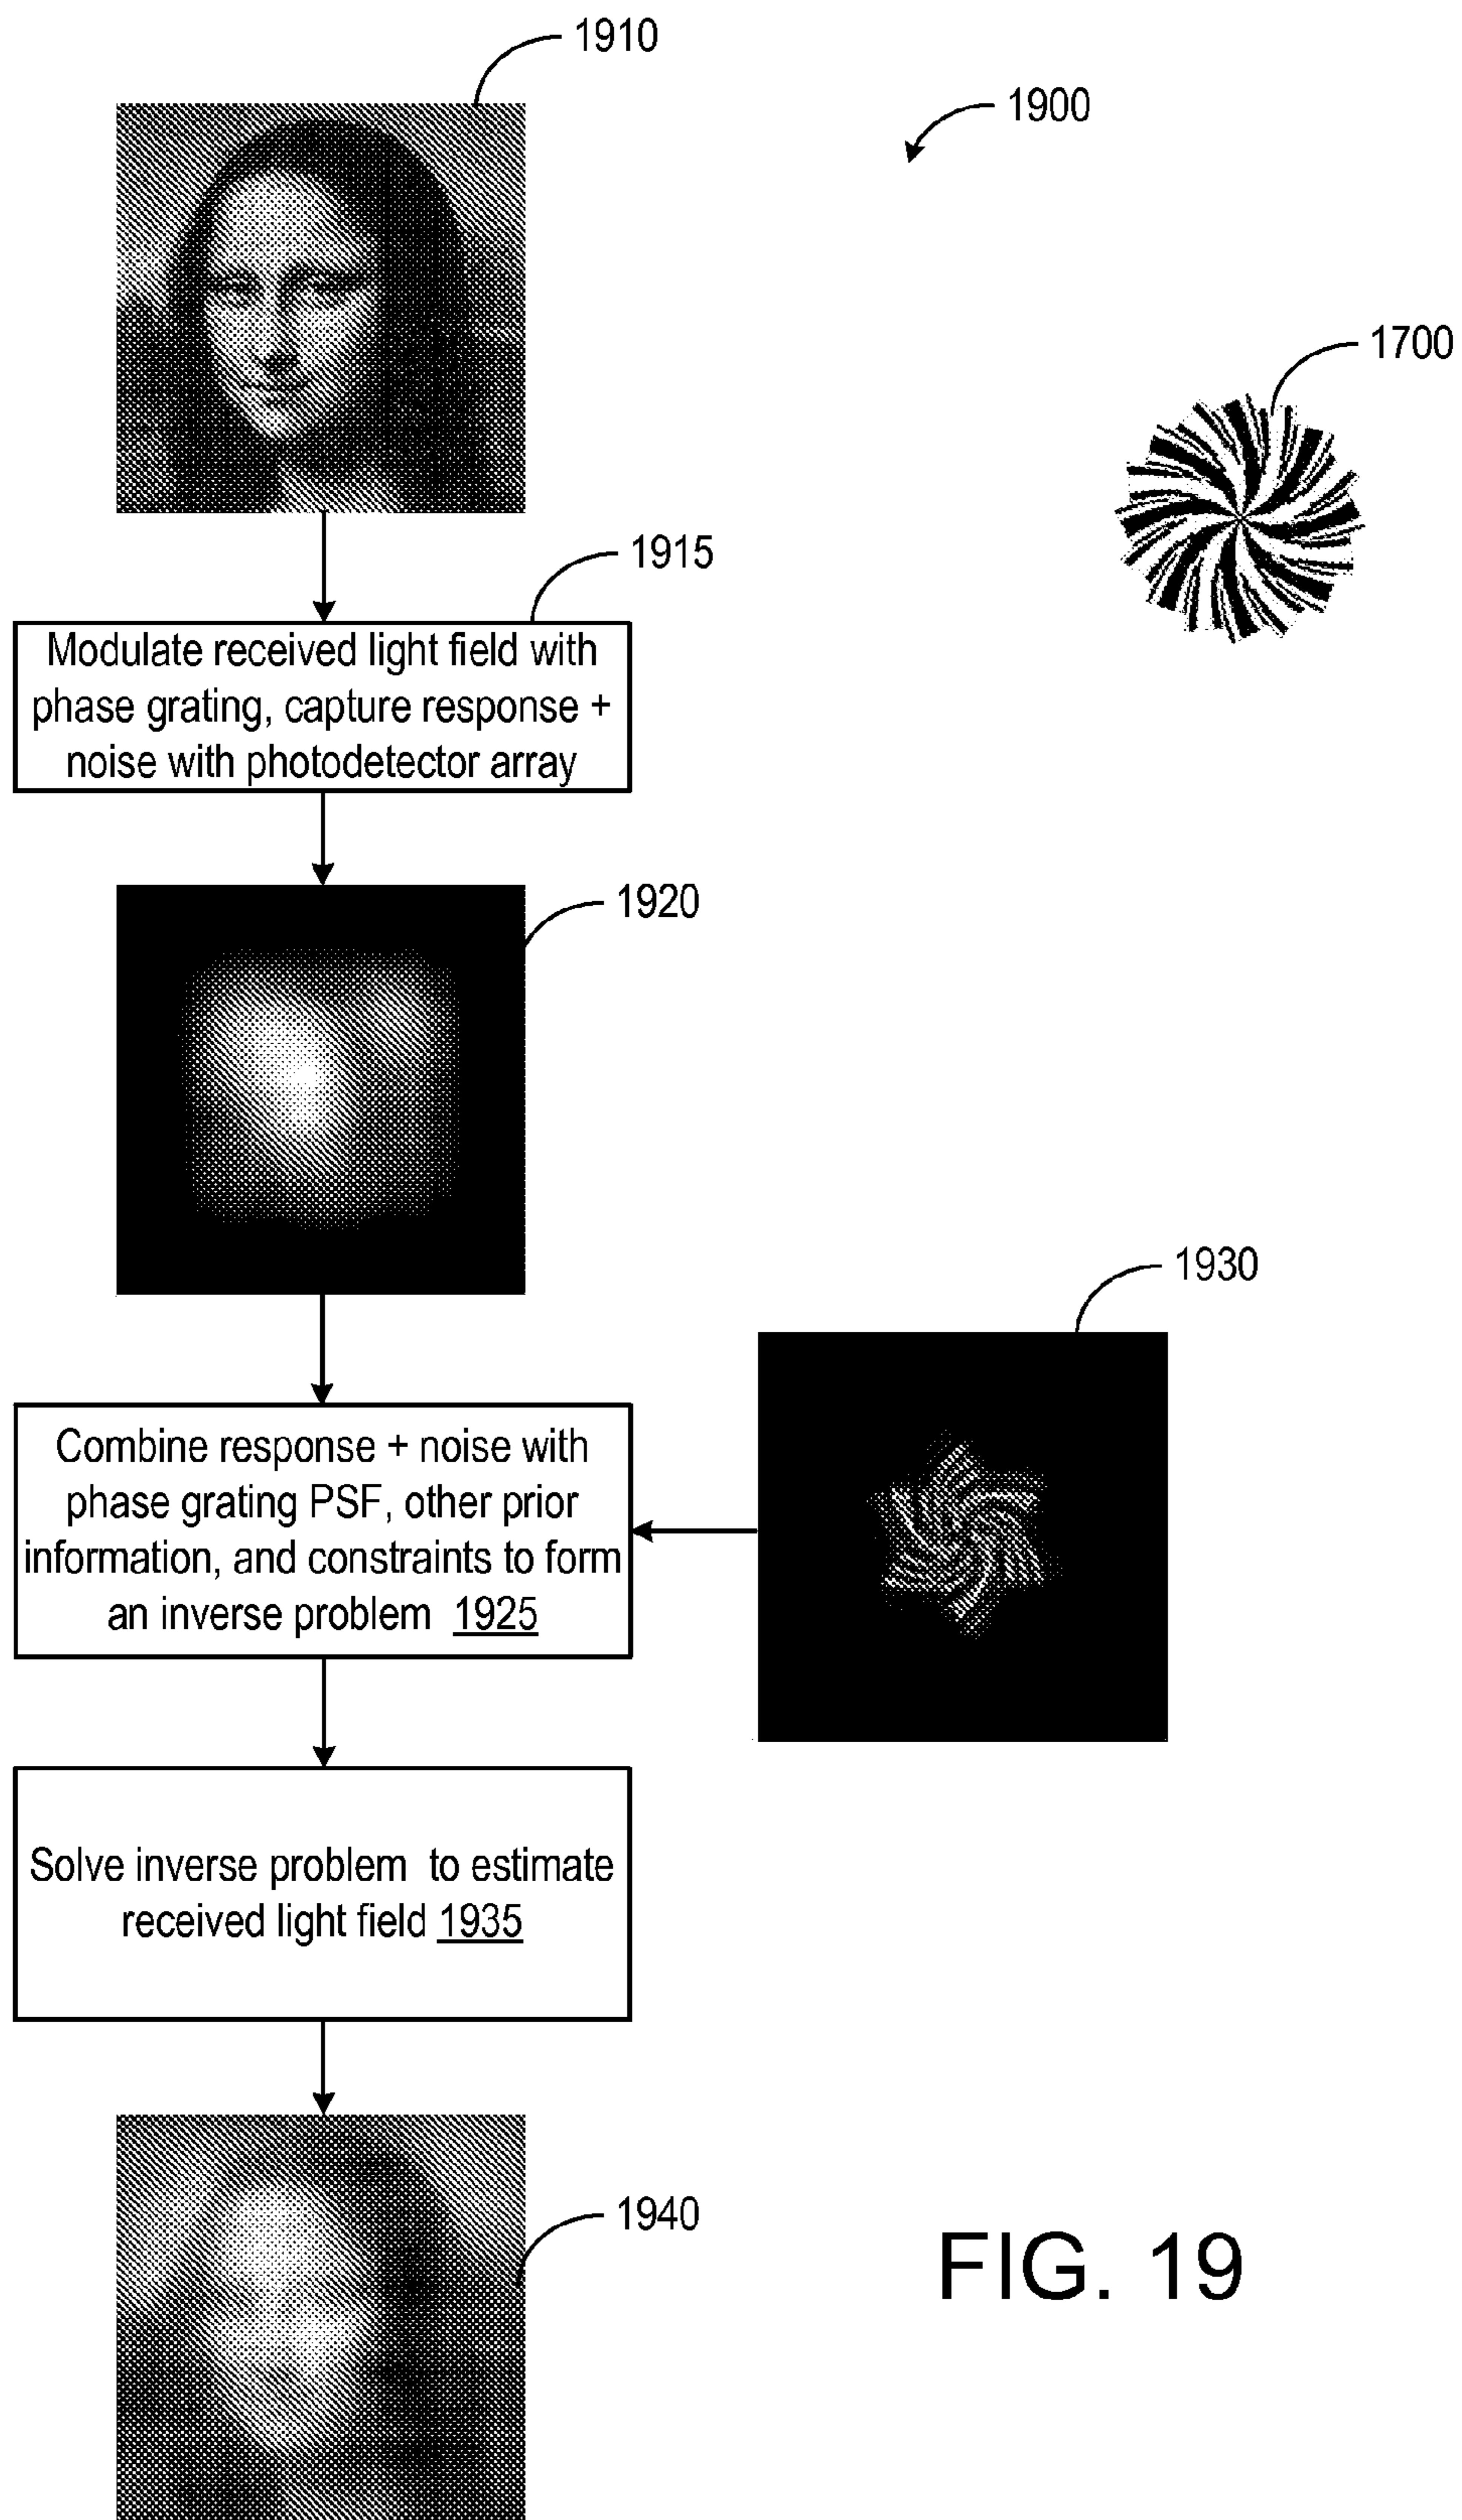 1910
1900
1700
1915
Modulate received light field with
phase grating, capture response +
noise with photodetector array
1920
1930
Combine response + noise with
phase grating PSF, other prior
information, and constraints to form
an inverse problem 1925
Solve inverse problem to estimate
received light field 1935
1940
FIG. 19